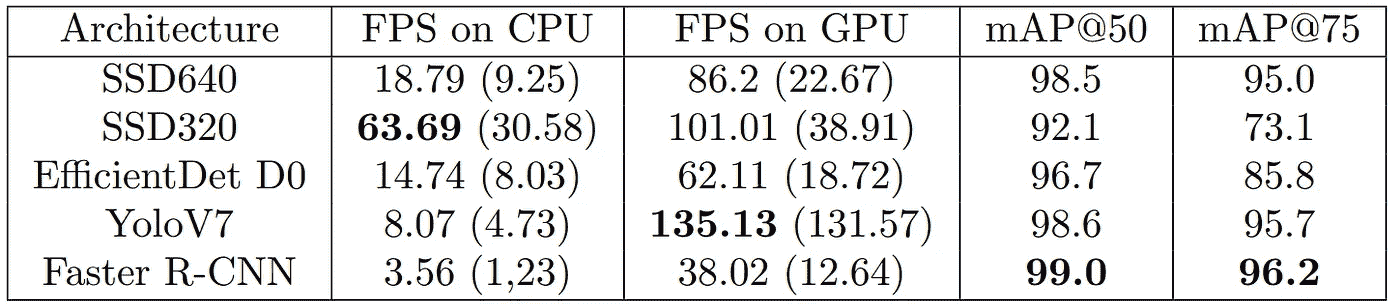 Architecture FPS on CPU FPS on GPU mAP@50 mAP@75
SSD640 18.79 (9.25) 86.2 (22.67) 98.5 95.0
SSD320 63.69 (30.58) 101.01 (38.91) 92.1 73.1
EfficientDet D0 14.74 (8.03) 62.11 (18.72) 96.7 85.8
YoloV7 8.07 (4.73) 135.13 (131.57) 98.6 95.7
Faster R-CNN 3.56 (1,23) 38.02 (12.64) 99.0 96.2